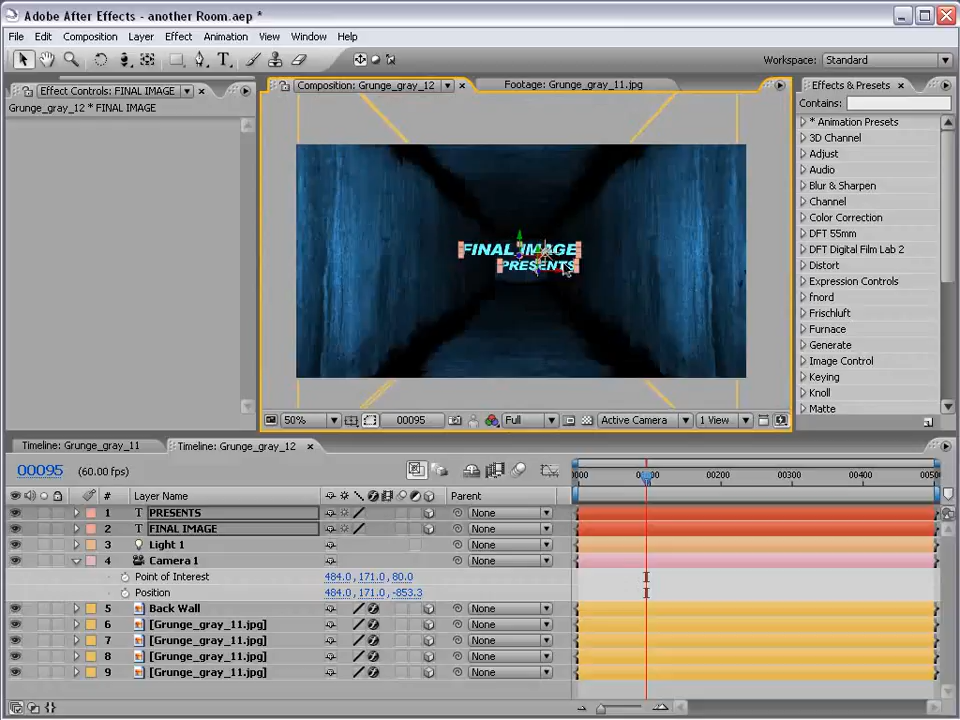 Adobe After Effects - another Room.aep *
File Edit Composition Layer Effect Animation View Window Help
Workspace: Standard
Effect Controls: FINAL IMAGE
Grunge_gray_12 * FINAL IMAGE
Composition: Grunge_gray_12
Footage: Grunge_gray_11.jpg
FINAL IMAGE
PRESENTS
50% 00095 Full Active Camera 1 View
Effects & Presets
Contains:
* Animation Presets
3D Channel
Adjust
Audio
Blur & Sharpen
Channel
Color Correction
DFT 55mm
DFT Digital Film Lab 2
Distort
Expression Controls
fnord
Frischluft
Furnace
Generate
Image Control
Keying
Knoll
Matte
Timeline: Grunge_gray_11
Timeline: Grunge_gray_12
00095 (60.00 fps)
# Layer Name Parent
00200 00300 00400
1 T PRESENTS None
2 T FINAL IMAGE None
3 Light 1 None
4 Camera 1 None
Point of Interest 484.0, 171.0, 80.0
Position 484.0, 171.0, -853.3
5 Back Wall None
6 [Grunge_gray_11.jpg] None
7 [Grunge_gray_11.jpg] None
8 [Grunge_gray_11.jpg] None
9 [Grunge_gray_11.jpg] None